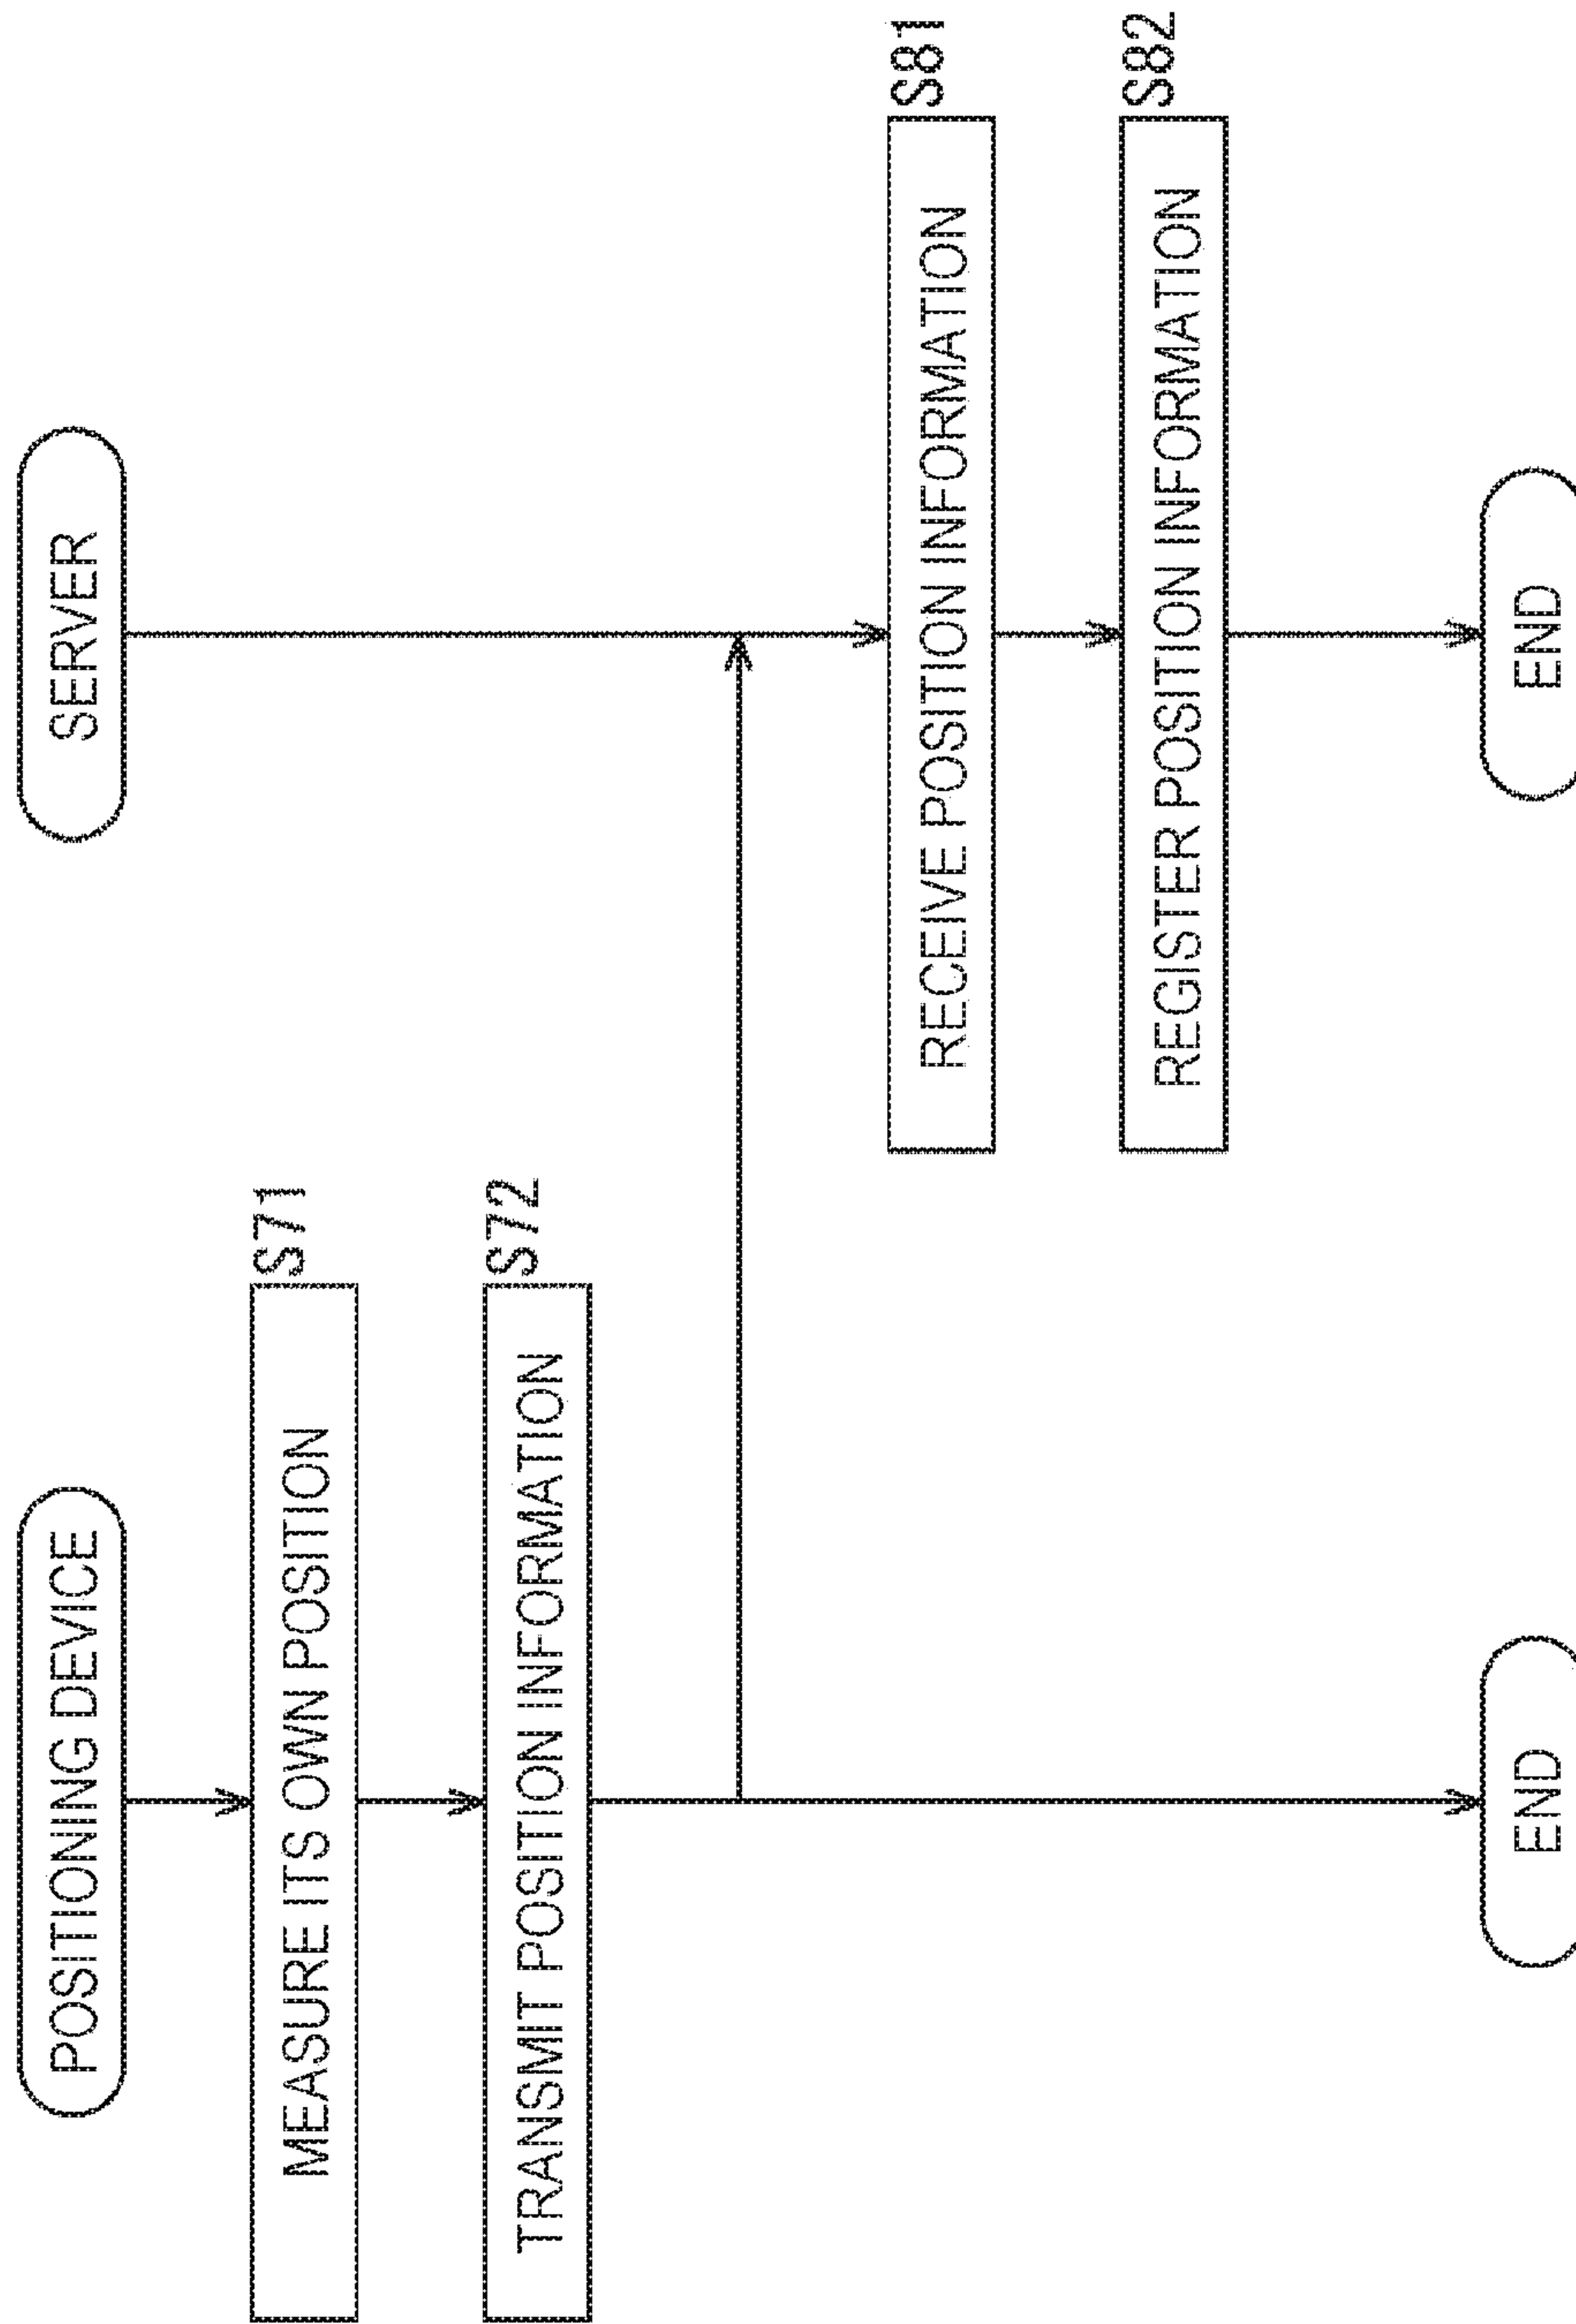 POSITIONING DEVICE
MEASURE ITS OWN POSITION
S71
TRANSMIT POSITION INFORMATION
S72
END
SERVER
RECEIVE POSITION INFORMATION
S81
REGISTER POSITION INFORMATION
S82
END